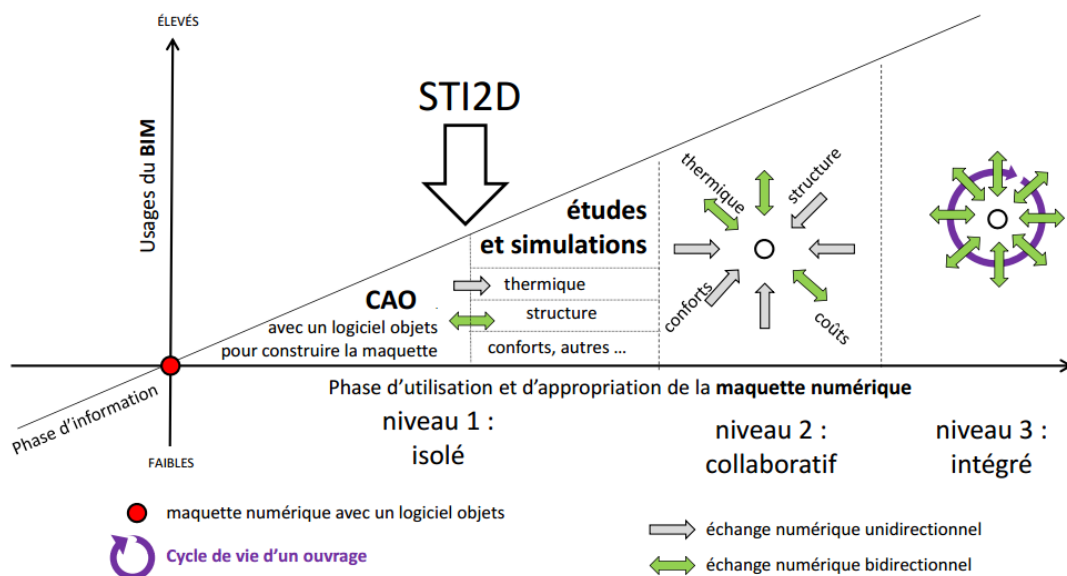 ÉLEVÉS
Usages du BIM
STI2D
études
et simulations
thermique
structure
conforts, autres ...
CAO
avec un logiciel objets
pour construire la maquette
thermique
structure
conforts
coûts
Phase d'information
Phase d'utilisation et d'appropriation de la maquette numérique
FAIBLES
niveau 1 :
isolé
niveau 2 :
collaboratif
niveau 3 :
intégré
maquette numérique avec un logiciel objets
Cycle de vie d'un ouvrage
échange numérique unidirectionnel
échange numérique bidirectionnel